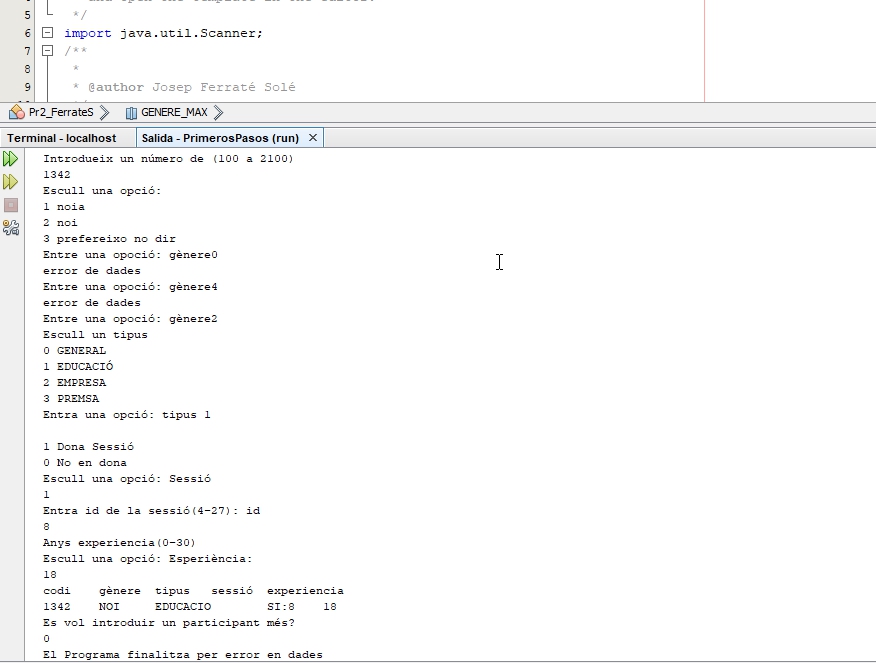 5 */
6 import java.util.Scanner;
7 /**
8 *
9 * @author Josep Ferraté Solé
Pr2_FerrateS GENERE_MAX
Terminal - localhost Salida - PrimerosPasos (run) ×
Introdueix un número de (100 a 2100)
1342
Escull una opció:
1 noia
2 noi
3 prefereixo no dir
Entre una opoció: gènere0
error de dades
Entre una opoció: gènere4
error de dades
Entre una opoció: gènere2
Escull un tipus
0 GENERAL
1 EDUCACIÓ
2 EMPRESA
3 PREMSA
Entra una opció: tipus 1
1 Dona Sessió
0 No en dona
Escull una opció: Sessió
1
Entra id de la sessió(4-27): id
8
Anys experiencia(0-30)
Escull una opció: Esperiència:
18
codi gènere tipus sessió experiencia
1342 NOI EDUCACIO SI:8 18
Es vol introduir un participant més?
0
El Programa finalitza per error en dades